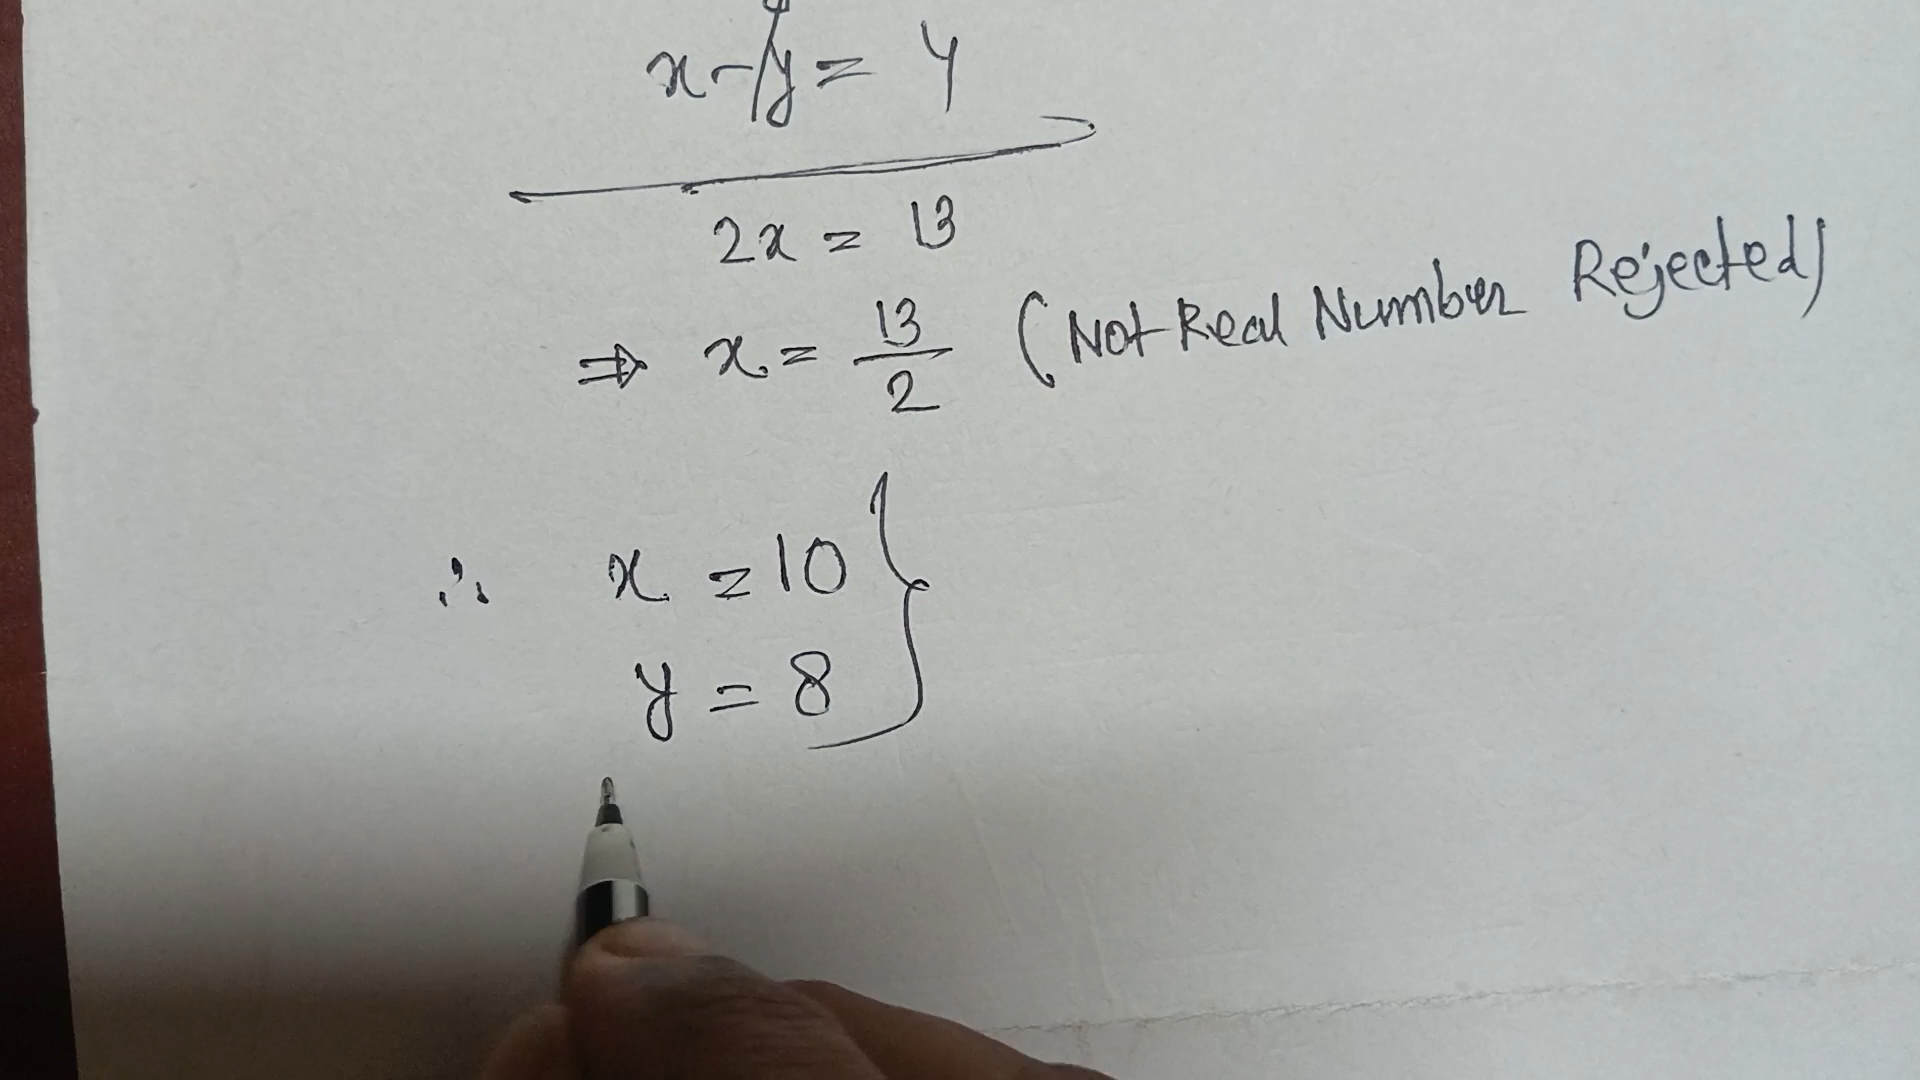 x-y = 4
2x = 13
⇒ x = 13/2 (Not Real Number Rejected)
∴ x = 10
y = 8